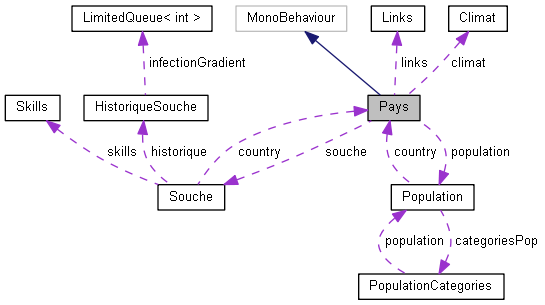 LimitedQueue< int >
MonoBehaviour
Links
Climat
infectionGradient
links
climat
Skills
HistoriqueSouche
Pays
skills
historique
country
souche
country
population
Souche
Population
population
categoriesPop
PopulationCategories